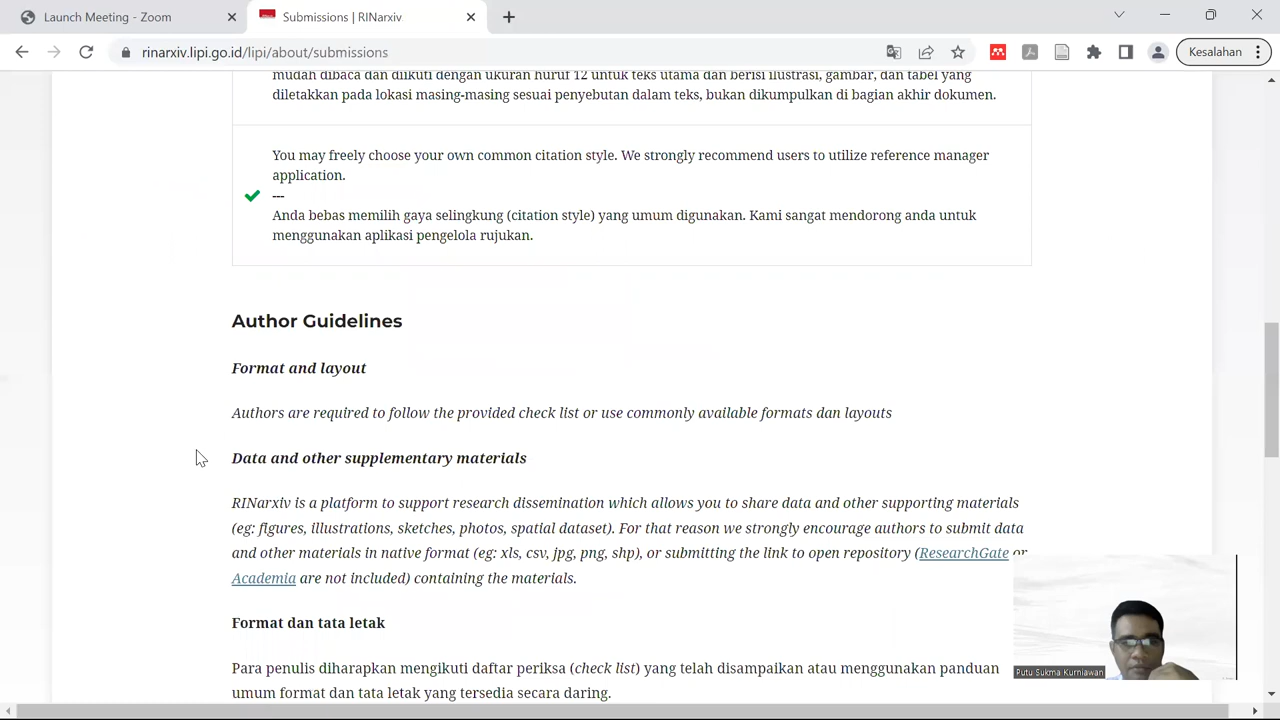 Launch Meeting - Zoom
Submissions | RINarxiv
rinarxiv.lipi.go.id/lipi/about/submissions
Kesalahan
mudah dibaca dan diikuti dengan ukuran huruf 12 untuk teks utama dan berisi ilustrasi, gambar, dan tabel yang
diletakkan pada lokasi masing-masing sesuai penyebutan dalam teks, bukan dikumpulkan di bagian akhir dokumen.
You may freely choose your own common citation style. We strongly recommend users to utilize reference manager
application.
---
Anda bebas memilih gaya selingkung (citation style) yang umum digunakan. Kami sangat mendorong anda untuk
menggunakan aplikasi pengelola rujukan.
Author Guidelines
Format and layout
Authors are required to follow the provided check list or use commonly available formats dan layouts
Data and other supplementary materials
RINarxiv is a platform to support research dissemination which allows you to share data and other supporting materials
(eg: figures, illustrations, sketches, photos, spatial dataset). For that reason we strongly encourage authors to submit data
and other materials in native format (eg: xls, csv, jpg, png, shp), or submitting the link to open repository (ResearchGate or
Academia are not included) containing the materials.
Format dan tata letak
Para penulis diharapkan mengikuti daftar periksa (check list) yang telah disampaikan atau menggunakan panduan
umum format dan tata letak yang tersedia secara daring.
Putu Sukma Kurniawan